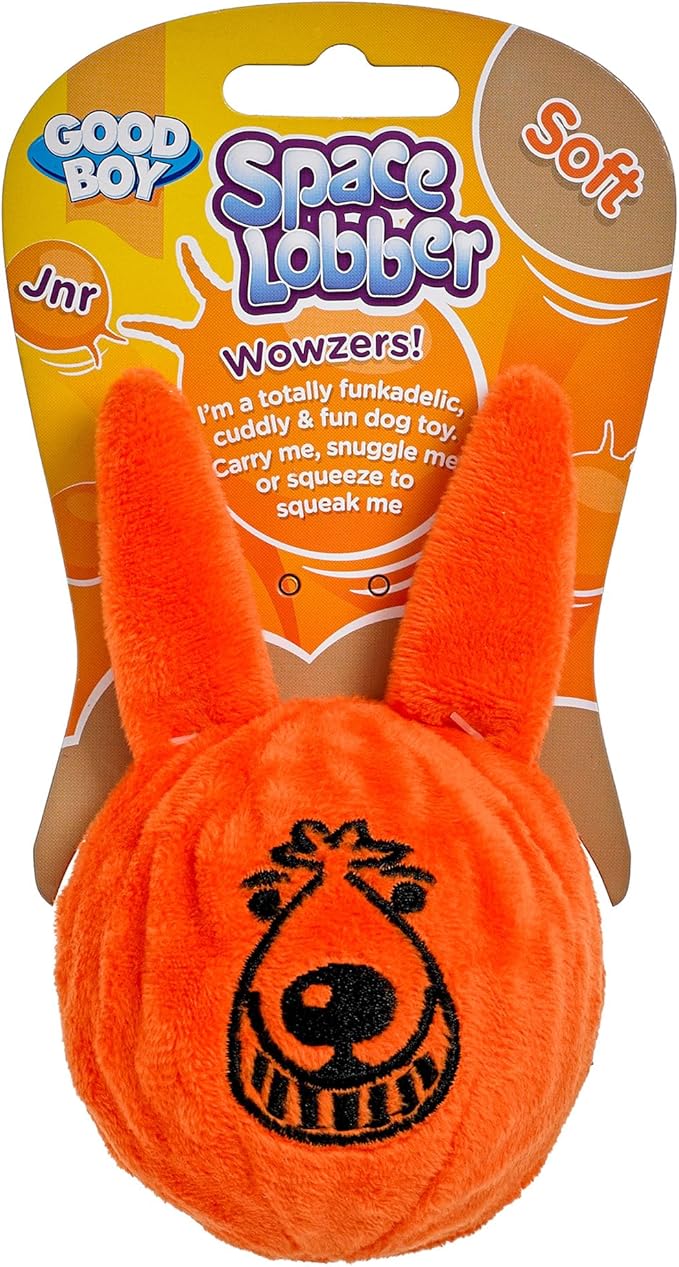 GOOD
BOY
Space
Lobber
Soft
Jnr
Wowzers!
I'm a totally funkadelic,
cuddly & fun dog toy.
Carry me, snuggle me
or squeeze to
squeak me